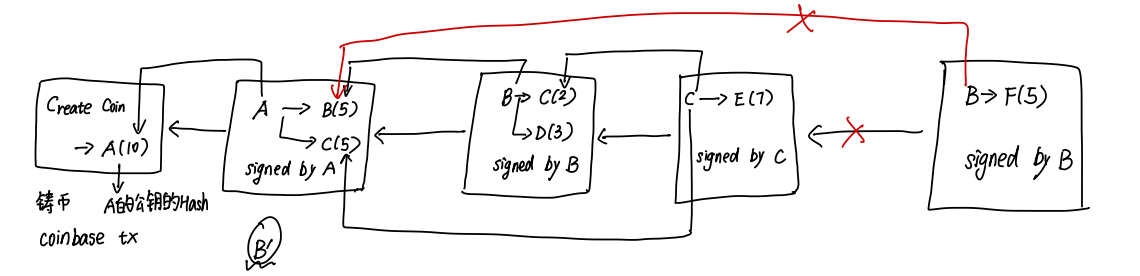 Create Coin
→ A(10)
铸币
A的公钥的Hash
coinbase tx
A → B(5)
→ C(5)
signed by A
B'
B → C(2)
→ D(3)
signed by B
C → E(7)
signed by C
B → F(5)
signed by B